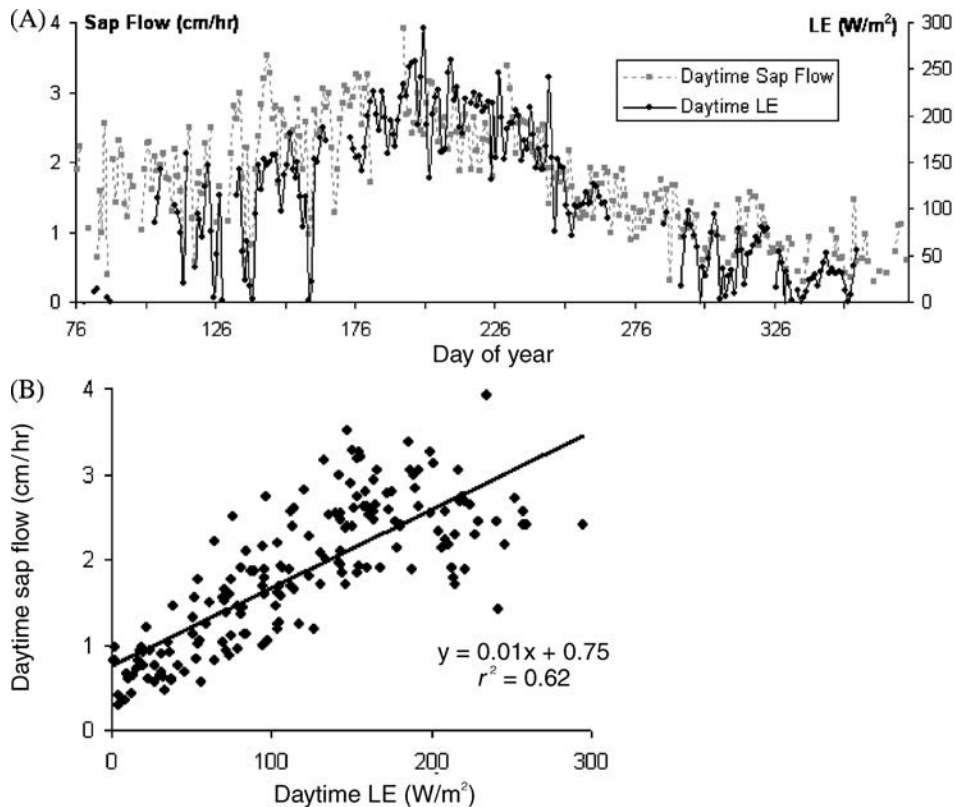 (A)
Sap Flow (cm/hr)
LE (W/m²)
4
3
2
1
0
300
250
200
150
100
50
0
Daytime Sap Flow
Daytime LE
76 126 176 226 276 326
Day of year
(B)
Daytime sap flow (cm/hr)
4
3
2
1
0
y = 0.01x + 0.75
r² = 0.62
0 100 200 300
Daytime LE (W/m²)